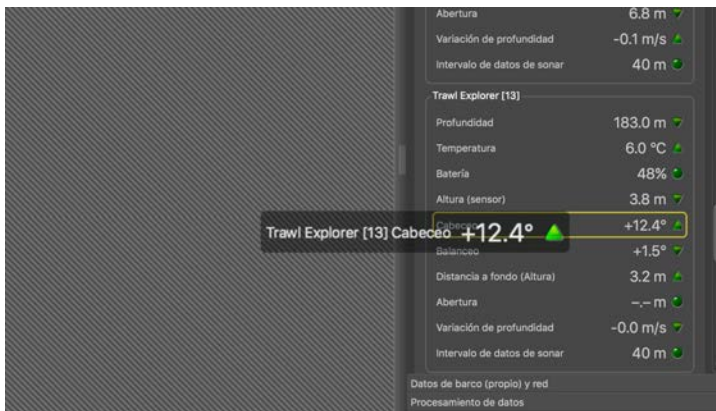 Abertura 6.8 m
Variación de profundidad -0.1 m/s
Intervalo de datos de sonar 40 m
Trawl Explorer [13]
Profundidad 183.0 m
Temperatura 6.0 °C
Batería 48%
Altura (sensor) 3.8 m
Cabeceo +12.4°
Trawl Explorer [13] Cabeceo +12.4°
Balanceo +1.5°
Distancia a fondo (Altura) 3.2 m
Abertura -.- m
Variación de profundidad -0.0 m/s
Intervalo de datos de sonar 40 m
Datos de barco (propio) y red
Procesamiento de datos